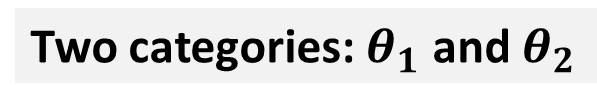 Two categories: θ₁ and θ₂